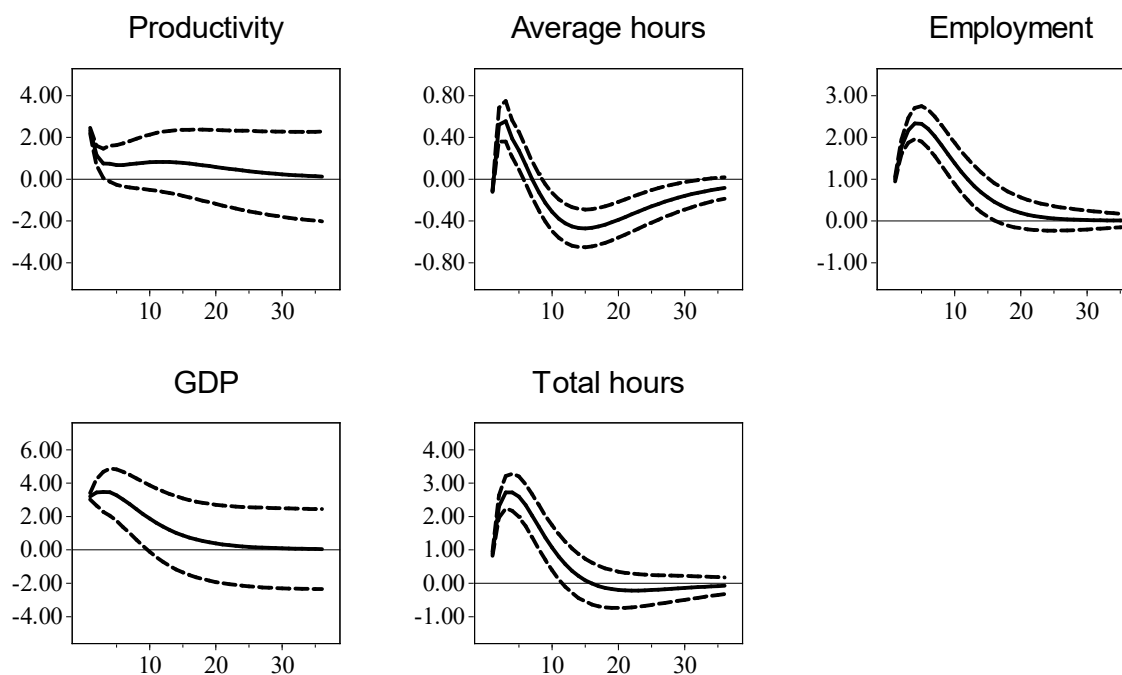 Productivity Average hours Employment
4.00 0.80 3.00
2.00 0.40 2.00
0.00 0.00 1.00
-2.00 -0.40 0.00
-4.00 -0.80 -1.00
10 20 30 10 20 30 10 20 30
GDP Total hours
6.00 4.00
4.00 3.00
2.00 2.00
0.00 1.00
-2.00 0.00
-4.00 -1.00
10 20 30 10 20 30